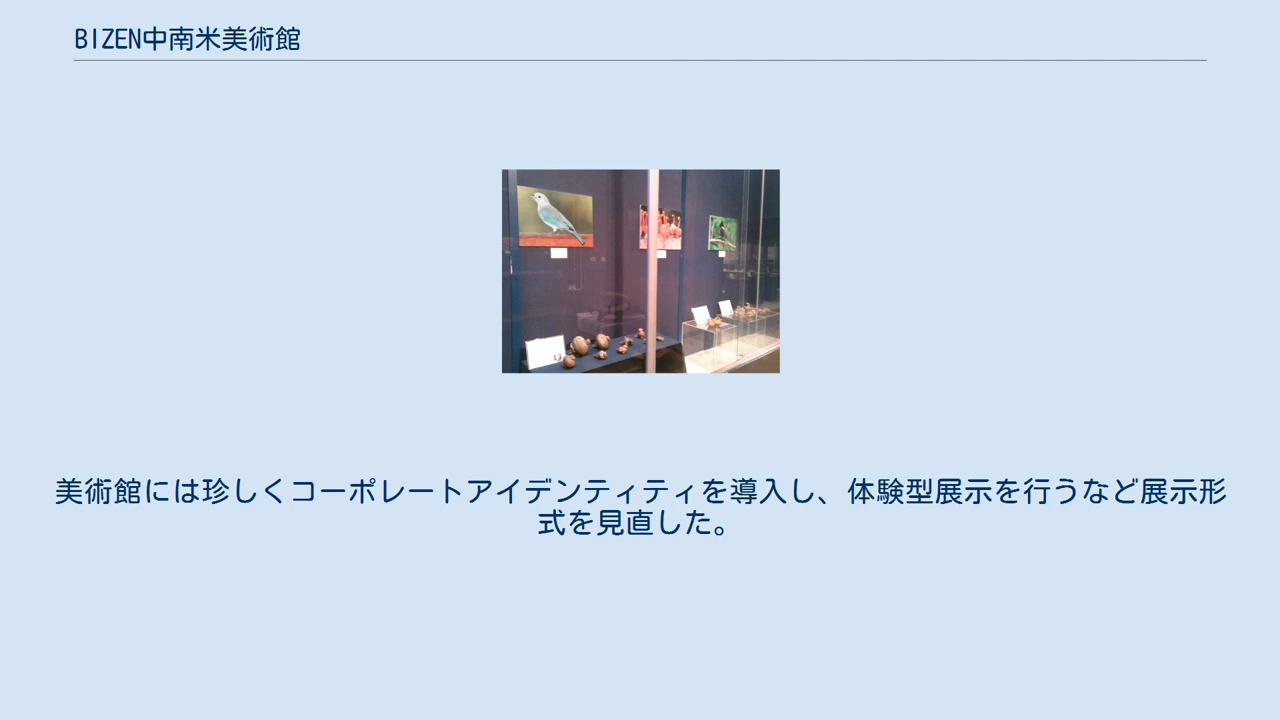 BIZEN中南米美術館
美術館には珍しくコーポレートアイデンティティを導入し、体験型展示を行うなど展示形
式を見直した。